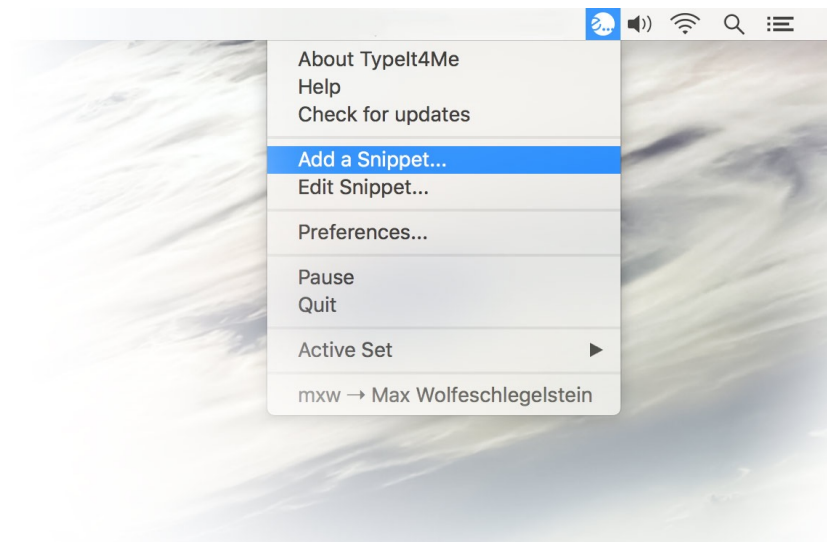 About TypeIt4Me
Help
Check for updates
Add a Snippet...
Edit Snippet...
Preferences...
Pause
Quit
Active Set
mxw → Max Wolfeschlegelstein